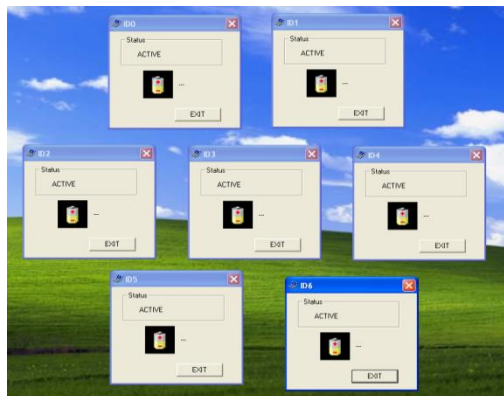 ID0
Status
ACTIVE
...
EXIT
ID1
Status
ACTIVE
...
EXIT
ID2
Status
ACTIVE
...
EXIT
ID3
Status
ACTIVE
...
EXIT
ID4
Status
ACTIVE
...
EXIT
ID5
Status
ACTIVE
...
EXIT
ID6
Status
ACTIVE
...
EXIT